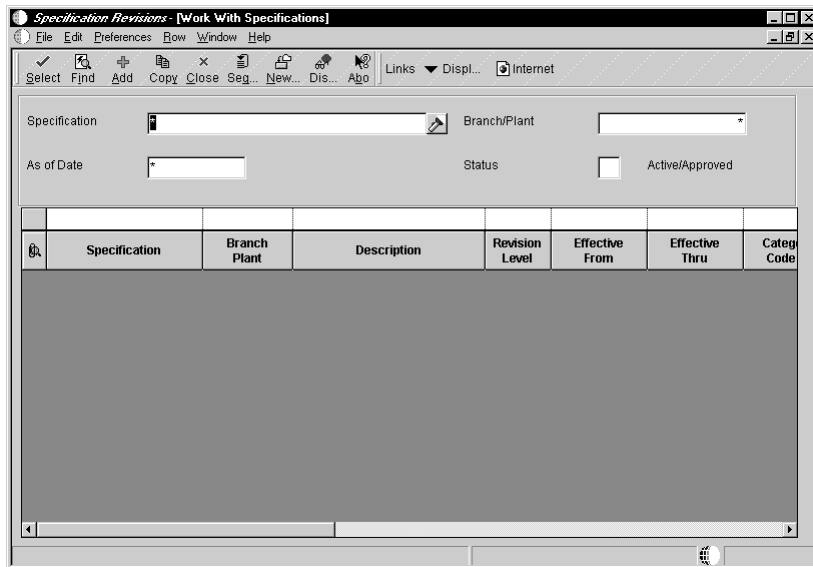 Specification Revisions - [Work With Specifications]
File Edit Preferences Row Window Help
Select Find Add Copy Close Seq... New... Dis... Abo Links Displ... Internet
Specification * Branch/Plant *
As of Date * Status Active/Approved
Specification Branch Plant Description Revision Level Effective From Effective Thru Categ Code